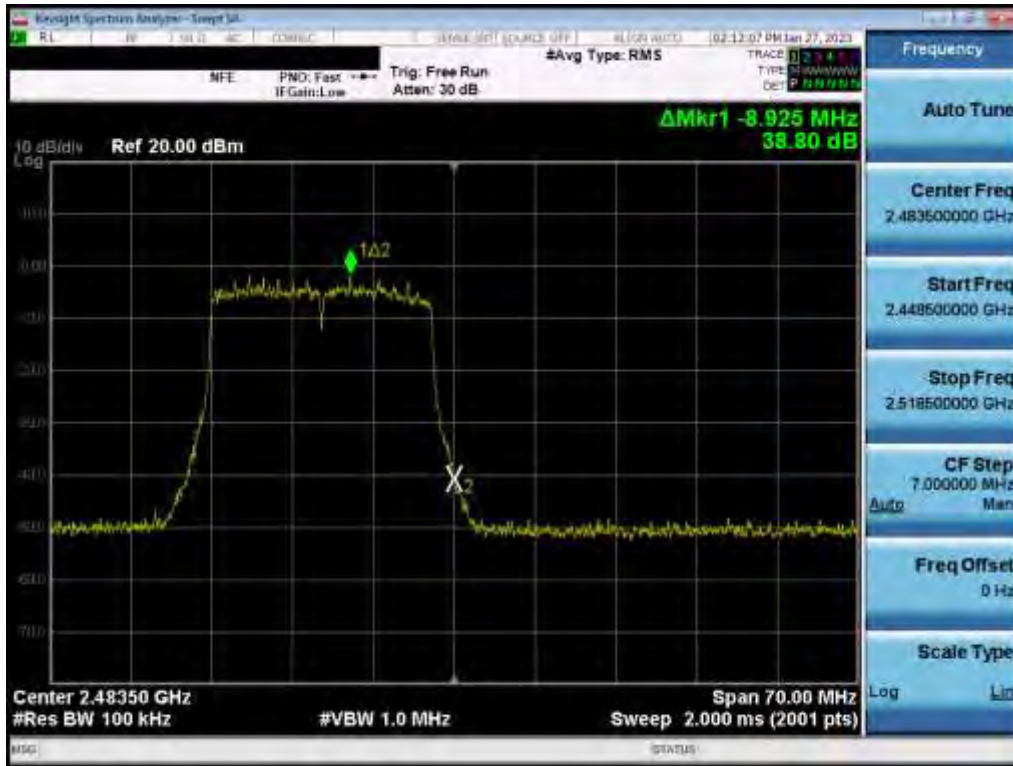 Keysight Spectrum Analyzer - Swept SA
RL
AC
02:12:07 PM Jan 27, 2023
#Avg Type: RMS
TRACE
TYPE
DET
NFE
PNO: Fast
IFGain:Low
Trig: Free Run
Atten: 30 dB
ΔMkr1 -8.925 MHz
38.80 dB
10 dB/div
Log
Ref 20.00 dBm
1Δ2
X2
Center 2.48350 GHz
Span 70.00 MHz
#Res BW 100 kHz
#VBW 1.0 MHz
Sweep 2.000 ms (2001 pts)
MSG
STATUS
Frequency
Auto Tune
Center Freq
2.483500000 GHz
Start Freq
2.448500000 GHz
Stop Freq
2.518500000 GHz
CF Step
7.000000 MHz
Auto
Man
Freq Offset
0 Hz
Scale Type
Log
Lin